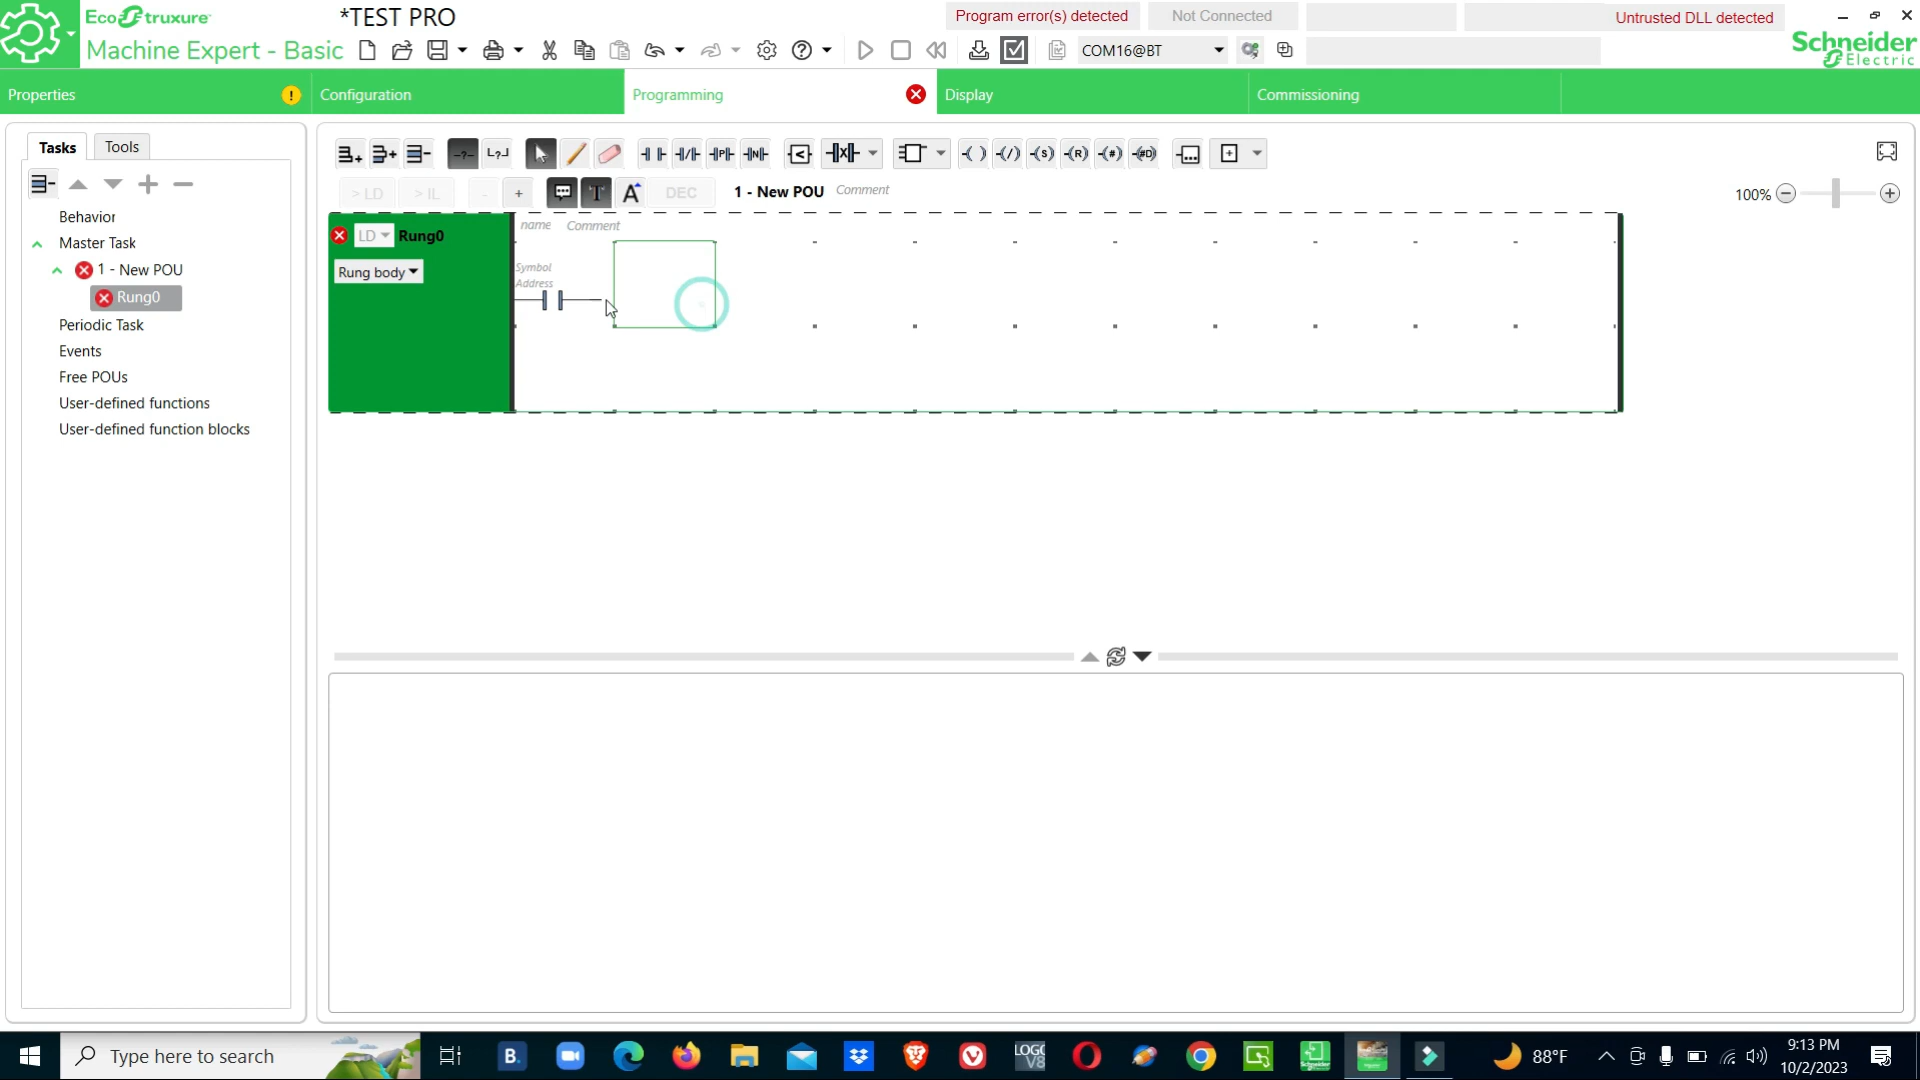 EcoStruxure
Machine Expert - Basic
*TEST PRO
Program error(s) detected
Not Connected
Untrusted DLL detected
COM16@BT
Schneider
Electric
Properties
Configuration
Programming
Display
Commissioning
Tasks
Tools
> LD
> IL
-
+
T
A
DEC
1 - New POU
Comment
100%
Behavior
Master Task
1 - New POU
Rung0
Periodic Task
Events
Free POUs
User-defined functions
User-defined function blocks
LD
Rung0
Rung body
name
Comment
Symbol
Address
Type here to search
B.
LOGO
V8
88°F
9:13 PM
10/2/2023